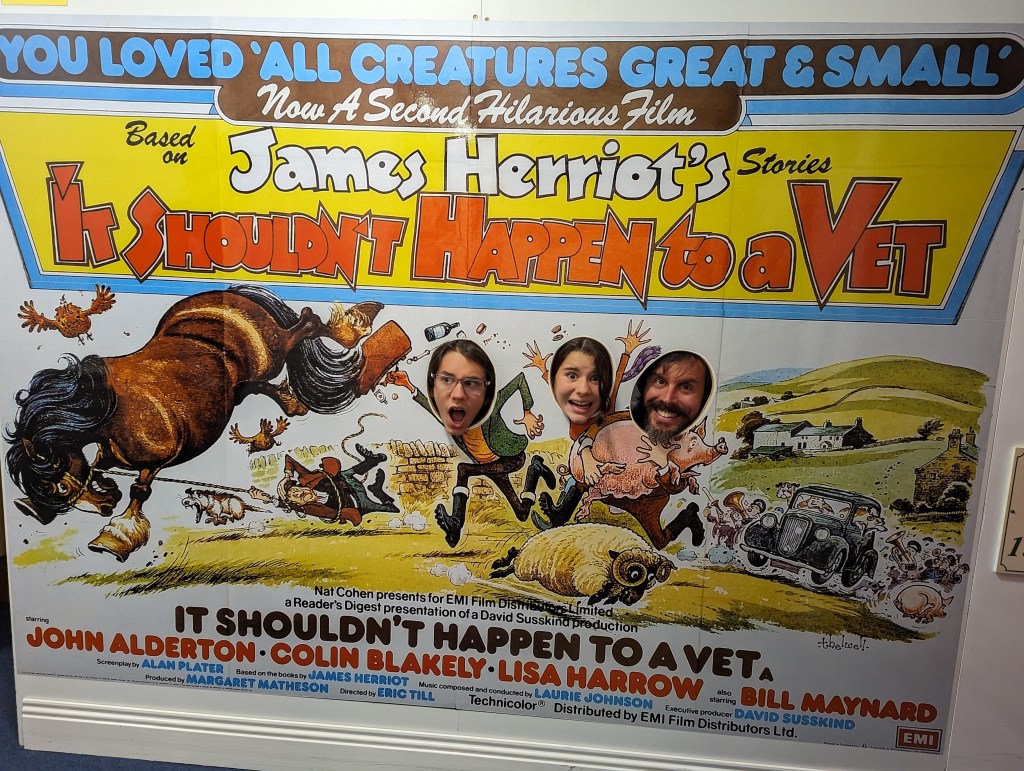 YOU LOVED 'ALL CREATURES GREAT & SMALL'
Now A Second Hilarious Film
Based on James Herriot's Stories
IT SHOULDN'T HAPPEN to a VET
thelwell.
Nat Cohen presents for EMI Film Distributors Limited
a Reader's Digest presentation of a David Susskind production
IT SHOULDN'T HAPPEN TO A VET A
starring JOHN ALDERTON · COLIN BLAKELY · LISA HARROW also starring BILL MAYNARD
Screenplay by ALAN PLATER Based on the books by JAMES HERRIOT Music composed and conducted by LAURIE JOHNSON Executive producer DAVID SUSSKIND
Produced by MARGARET MATHESON Directed by ERIC TILL Technicolor® Distributed by EMI Film Distributors Ltd.
EMI